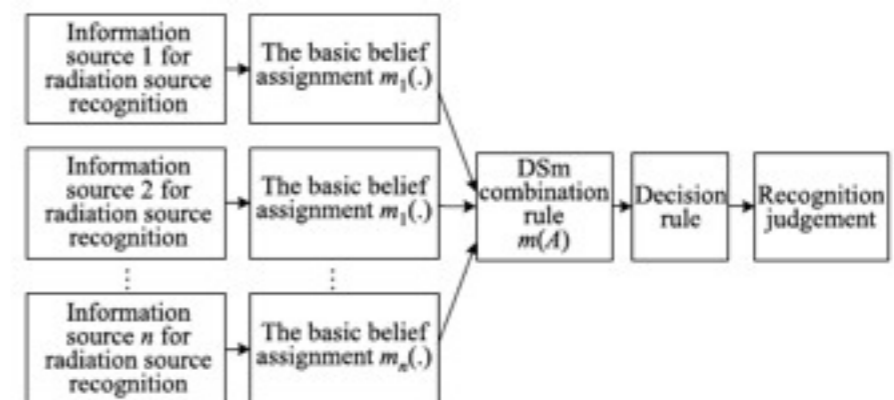 Information
source 1 for
radiation source
recognition
The basic belief
assignment m₁(.)
Information
source 2 for
radiation source
recognition
The basic belief
assignment m₁(.)
⋮
⋮
Information
source n for
radiation source
recognition
The basic belief
assignment mₙ(.)
DSm
combination
rule
m(A)
Decision
rule
Recognition
judgement